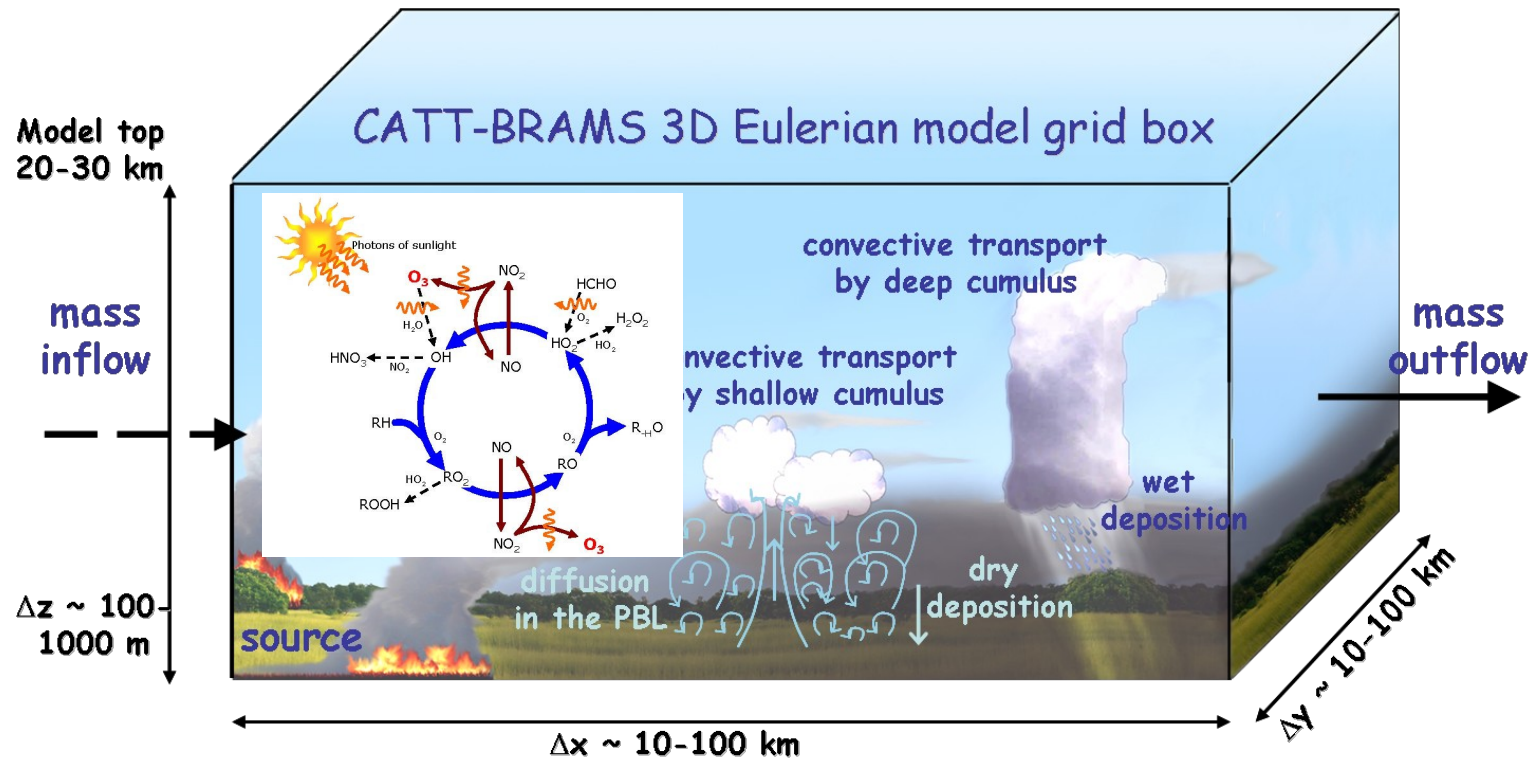 CATT-BRAMS 3D Eulerian model grid box
Model top
20-30 km
mass
inflow
Photons of sunlight
O₃
NO₂
HCHO
H₂O
O₂
H₂O₂
HO₂
HO₂
HNO₃
NO₂
OH
NO
RH
O₂
NO
O₂
R₋HO
RO
HO₂
RO₂
ROOH
NO₂
O₃
convective transport
by deep cumulus
nvective transport
y shallow cumulus
mass
outflow
wet
deposition
diffusion
in the PBL
dry
deposition
source
Δz ~ 100-
1000 m
Δx ~ 10-100 km
Δy ~ 10-100 km